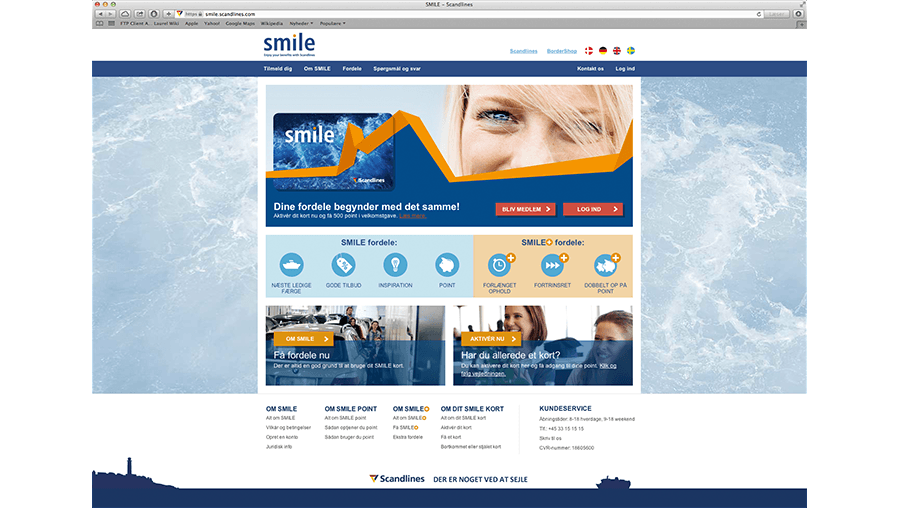 SMILE – Scandlines
https smile.scandlines.com
FTP Client A. Laurel Wiki Apple Yahoo! Google Maps Wikipedia Nyheder Populære
smile
Enjoy your benefits with Scandlines
Scandlines BorderShop
Tilmeld dig Om SMILE Fordele Spørgsmål og svar Kontakt os Log ind
smile
Scandlines
Dine fordele begynder med det samme!
Aktivér dit kort nu og få 500 point i velkomstgave. Læs mere.
BLIV MEDLEM LOG IND
SMILE fordele:
NÆSTE LEDIGE FÆRGE
GODE TILBUD
INSPIRATION
POINT
SMILE+ fordele:
FORLÆNGET OPHOLD
FORTRINSRET
DOBBELT OP PÅ POINT
OM SMILE
Få fordele nu
Der er altid en god grund til at bruge dit SMILE kort.
AKTIVÉR NU
Har du allerede et kort?
Du kan aktivere dit kort her og få adgang til dine point. Klik og
følg vejledningen.
OM SMILE
Alt om SMILE
Vilkår og betingelser
Opret en konto
Juridisk info
OM SMILE POINT
Alt om SMILE point
Sådan optjener du point
Sådan bruger du point
OM SMILE+
Alt om SMILE+
Få SMILE+
Ekstra fordele
OM DIT SMILE KORT
Alt om dit SMILE kort
Aktivér dit kort
Få et kort
Bortkommet eller stjålet kort
KUNDESERVICE
Åbningstider: 8-18 hverdage, 9-18 weekend
Tlf.: +45 33 15 15 15
Skriv til os
CVR-nummer: 18605600
Scandlines DER ER NOGET VED AT SEJLE